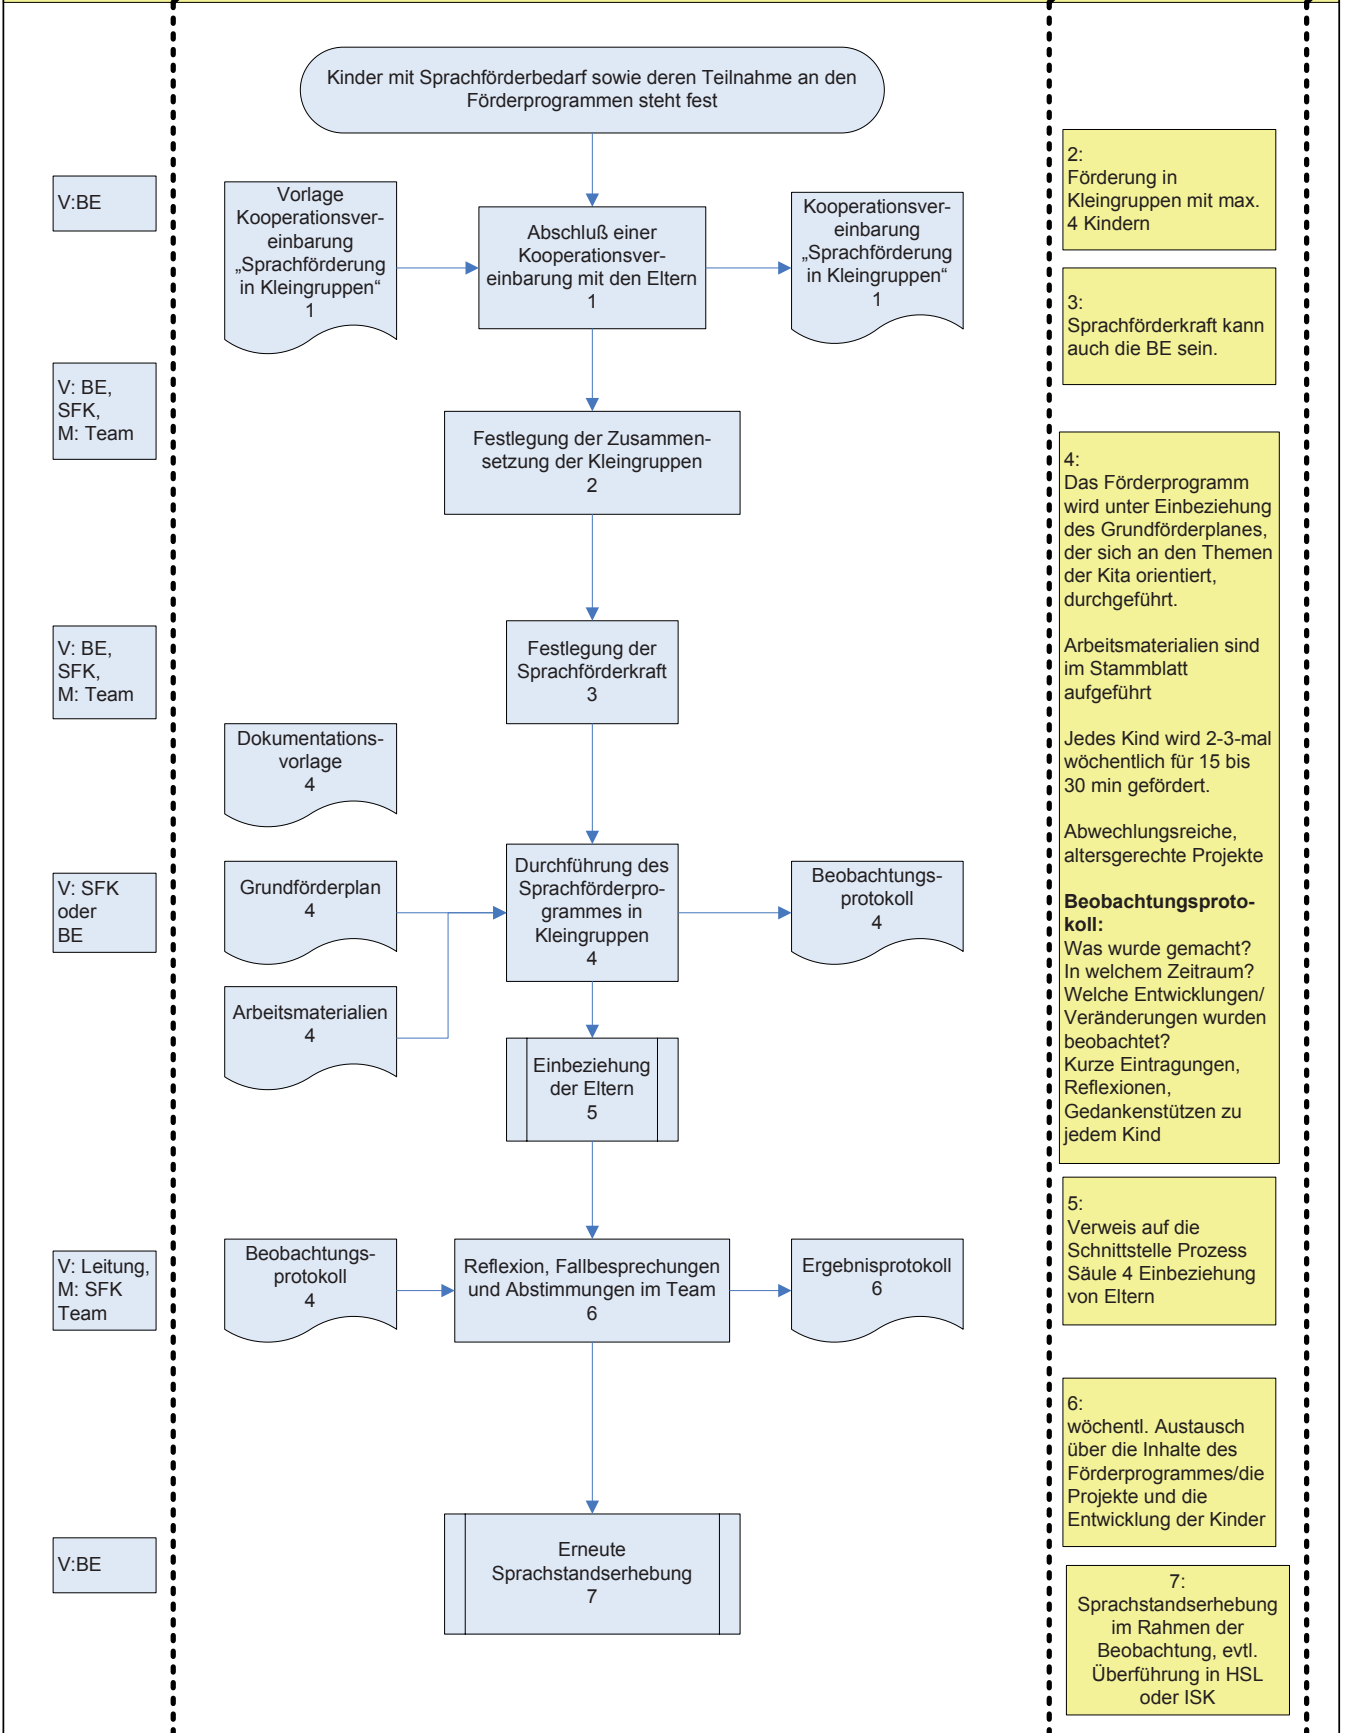 Kinder mit Sprachförderbedarf sowie deren Teilnahme an den
Förderprogrammen steht fest
V:BE
Vorlage
Kooperationsver-
einbarung
„Sprachförderung
in Kleingruppen“
1
Abschluß einer
Kooperationsver-
einbarung mit den Eltern
1
Kooperationsver-
einbarung
„Sprachförderung
in Kleingruppen“
1
2:
Förderung in
Kleingruppen mit max.
4 Kindern
3:
Sprachförderkraft kann
auch die BE sein.
V: BE,
SFK,
M: Team
Festlegung der Zusammen-
setzung der Kleingruppen
2
V: BE,
SFK,
M: Team
Festlegung der
Sprachförderkraft
3
Dokumentations-
vorlage
4
V: SFK
oder
BE
Grundförderplan
4
Arbeitsmaterialien
4
Durchführung des
Sprachförderpro-
grammes in
Kleingruppen
4
Beobachtungs-
protokoll
4
4:
Das Förderprogramm
wird unter Einbeziehung
des Grundförderplanes,
der sich an den Themen
der Kita orientiert,
durchgeführt.
Arbeitsmaterialien sind
im Stammblatt
aufgeführt
Jedes Kind wird 2-3-mal
wöchentlich für 15 bis
30 min gefördert.
Abwechlungsreiche,
altersgerechte Projekte
Beobachtungsproto-
koll:
Was wurde gemacht?
In welchem Zeitraum?
Welche Entwicklungen/
Veränderungen wurden
beobachtet?
Kurze Eintragungen,
Reflexionen,
Gedankenstützen zu
jedem Kind
Einbeziehung
der Eltern
5
5:
Verweis auf die
Schnittstelle Prozess
Säule 4 Einbeziehung
von Eltern
V: Leitung,
M: SFK
Team
Beobachtungs-
protokoll
4
Reflexion, Fallbesprechungen
und Abstimmungen im Team
6
Ergebnisprotokoll
6
6:
wöchentl. Austausch
über die Inhalte des
Förderprogrammes/die
Projekte und die
Entwicklung der Kinder
V:BE
Erneute
Sprachstandserhebung
7
7:
Sprachstandserhebung
im Rahmen der
Beobachtung, evtl.
Überführung in HSL
oder ISK